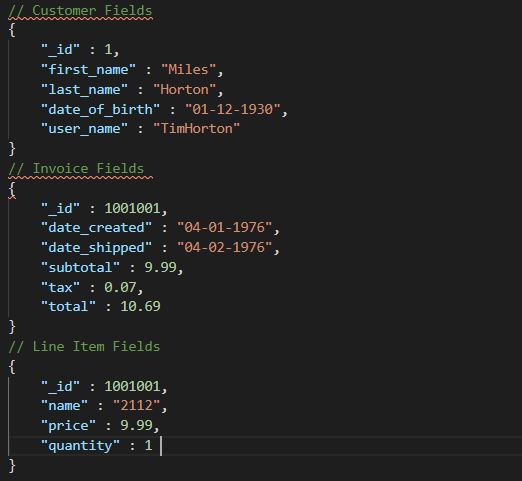 // Customer Fields
{
"_id" : 1,
"first_name" : "Miles",
"last_name" : "Horton",
"date_of_birth" : "01-12-1930",
"user_name" : "TimHorton"
}
// Invoice Fields
{
"_id" : 1001001,
"date_created" : "04-01-1976",
"date_shipped" : "04-02-1976",
"subtotal" : 9.99,
"tax" : 0.07,
"total" : 10.69
}
// Line Item Fields
{
"_id" : 1001001,
"name" : "2112",
"price" : 9.99,
"quantity" : 1
}